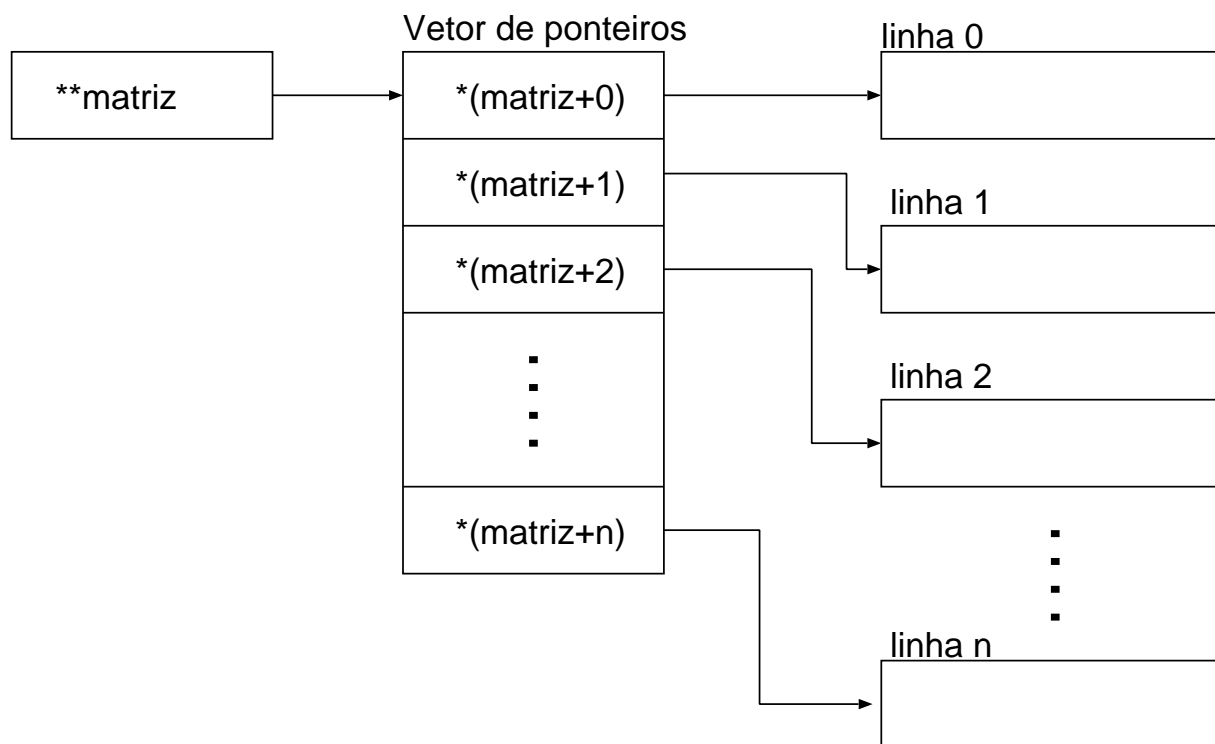 Vetor de ponteiros
linha 0
**matriz
*(matriz+0)
*(matriz+1)
linha 1
*(matriz+2)
linha 2
*(matriz+n)
linha n